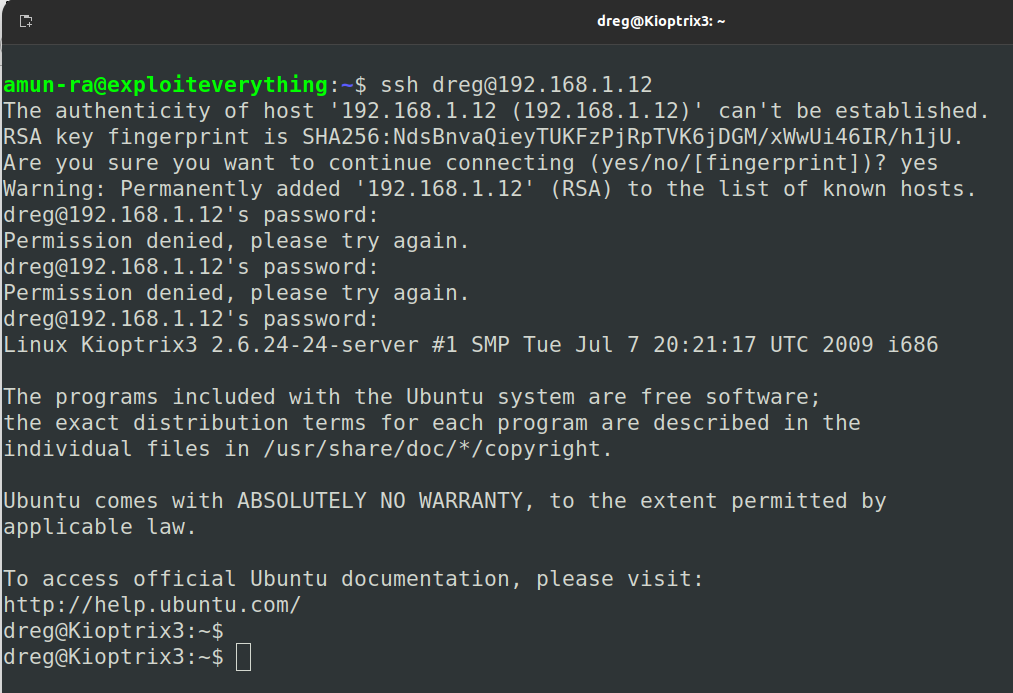 dreg@Kioptrix3: ~
amun-ra@exploiteverything:~$ ssh dreg@192.168.1.12
The authenticity of host '192.168.1.12 (192.168.1.12)' can't be established.
RSA key fingerprint is SHA256:NdsBnvaQieyTUKFzPjRpTVK6jDGM/xWwUi46IR/h1jU.
Are you sure you want to continue connecting (yes/no/[fingerprint])? yes
Warning: Permanently added '192.168.1.12' (RSA) to the list of known hosts.
dreg@192.168.1.12's password:
Permission denied, please try again.
dreg@192.168.1.12's password:
Permission denied, please try again.
dreg@192.168.1.12's password:
Linux Kioptrix3 2.6.24-24-server #1 SMP Tue Jul 7 20:21:17 UTC 2009 i686
The programs included with the Ubuntu system are free software;
the exact distribution terms for each program are described in the
individual files in /usr/share/doc/*/copyright.
Ubuntu comes with ABSOLUTELY NO WARRANTY, to the extent permitted by
applicable law.
To access official Ubuntu documentation, please visit:
http://help.ubuntu.com/
dreg@Kioptrix3:~$
dreg@Kioptrix3:~$